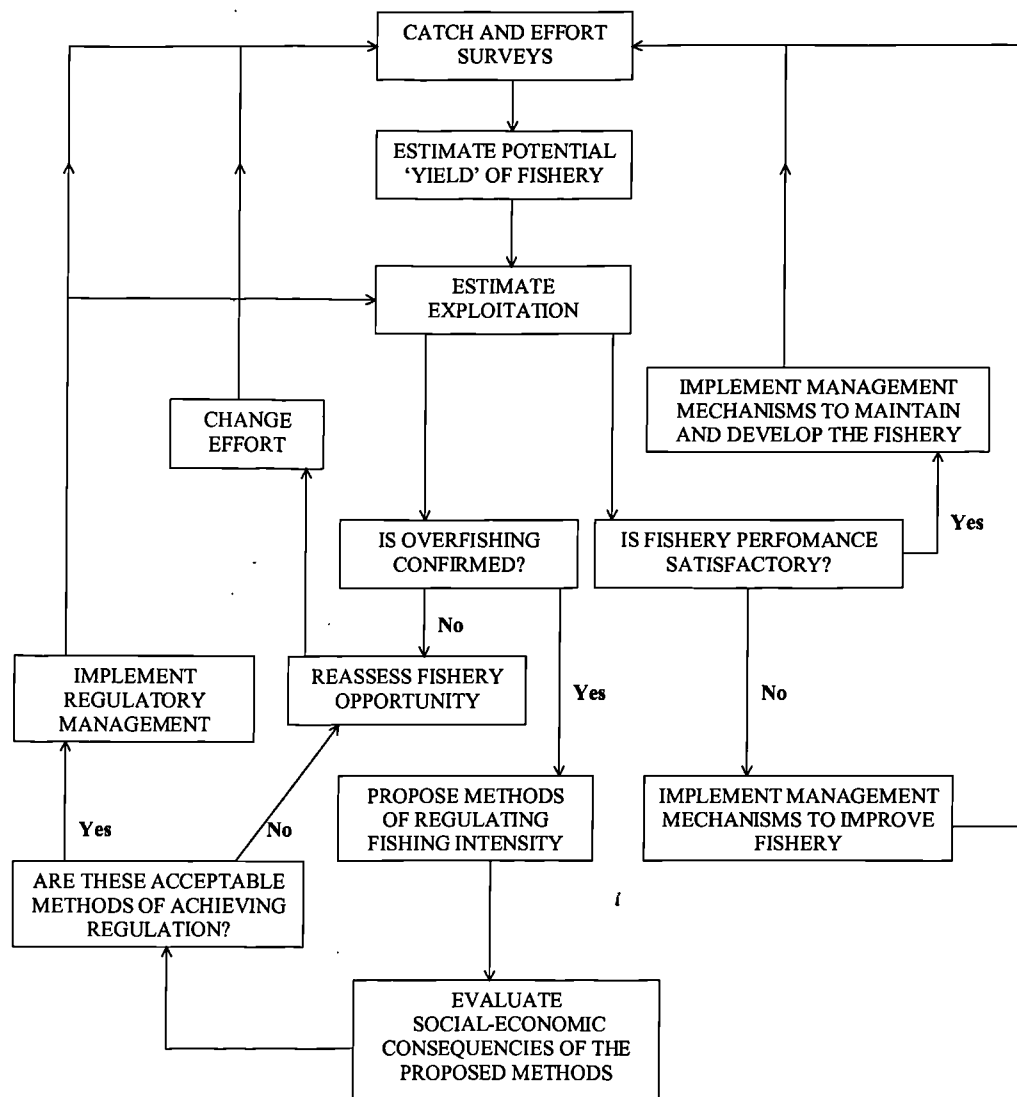 CATCH AND EFFORT
SURVEYS
ESTIMATE POTENTIAL
‘YIELD’ OF FISHERY
ESTIMATE
EXPLOITATION
CHANGE
EFFORT
IMPLEMENT MANAGEMENT
MECHANISMS TO MAINTAIN
AND DEVELOP THE FISHERY
Yes
IS OVERFISHING
CONFIRMED?
IS FISHERY PERFOMANCE
SATISFACTORY?
No
IMPLEMENT
REGULATORY
MANAGEMENT
REASSESS FISHERY
OPPORTUNITY
Yes
No
PROPOSE METHODS
OF REGULATING
FISHING INTENSITY
IMPLEMENT MANAGEMENT
MECHANISMS TO IMPROVE
FISHERY
Yes
No
ARE THESE ACCEPTABLE
METHODS OF ACHIEVING
REGULATION?
EVALUATE
SOCIAL-ECONOMIC
CONSEQUENCIES OF THE
PROPOSED METHODS